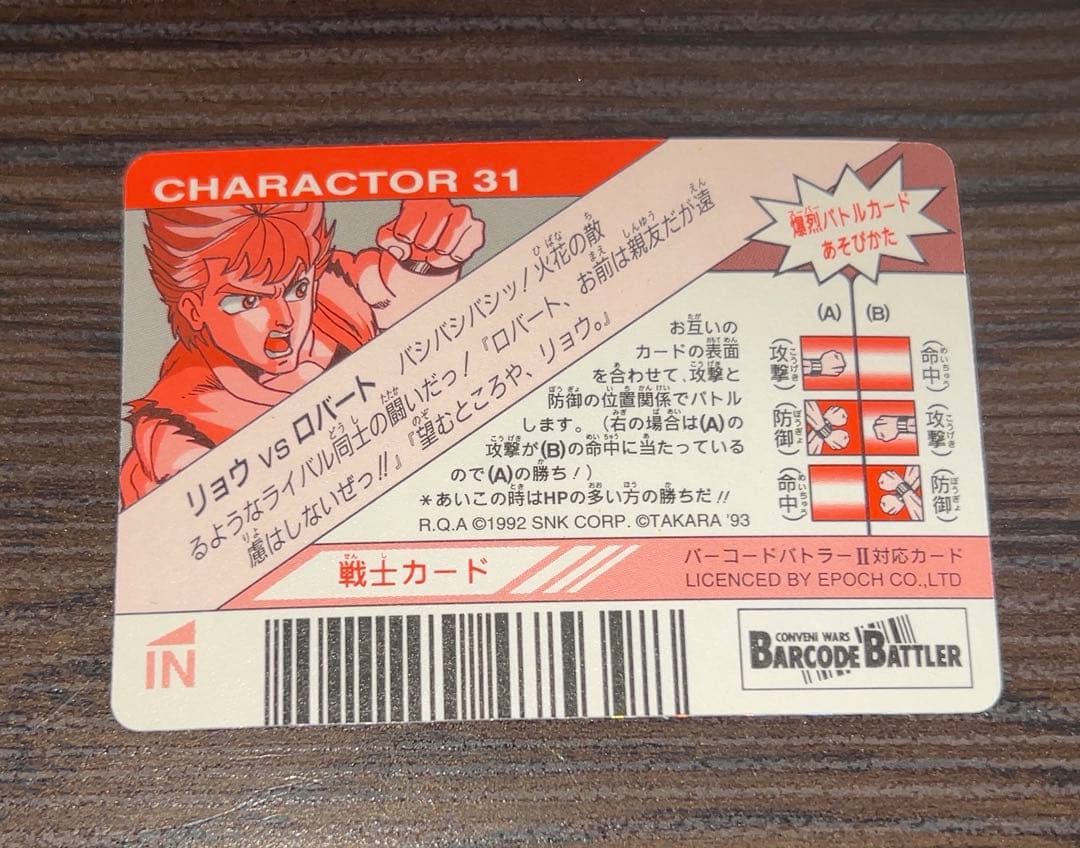 CHARACTOR 31
リョウ vs ロバート バシバシバシッ!火花の散
るようなライバル同士の闘いだっ!『ロバート、お前は親友だが遠
慮はしないぜっ!!』『望むところや、リョウ。』
爆烈バトルカード
あそびかた
お互いの
カードの表面
を合わせて、攻撃と
防御の位置関係でバトル
します。(右の場合は(A)の
攻撃が(B)の命中に当たっている
ので(A)の勝ち!)
*あいこの時はHPの多い方の勝ちだ!!
(A) (B)
(攻撃) (命中)
(防御) (攻撃)
(命中) (防御)
R.Q.A ©1992 SNK CORP. ©TAKARA '93
戦士カード
バーコードバトラーⅡ対応カード
LICENCED BY EPOCH CO.,LTD
IN
CONVENI WARS
BARCODE BATTLER